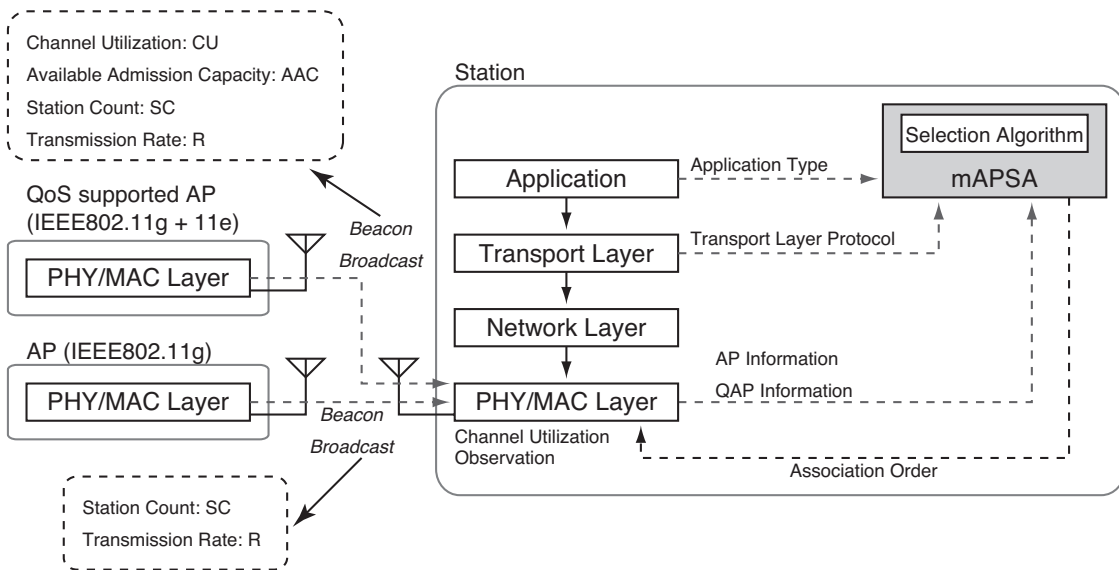 Channel Utilization: CU
Available Admission Capacity: AAC
Station Count: SC
Transmission Rate: R
QoS supported AP
(IEEE802.11g + 11e)
PHY/MAC Layer
Beacon
Broadcast
AP (IEEE802.11g)
PHY/MAC Layer
Beacon
Broadcast
Station Count: SC
Transmission Rate: R
Station
Application
Application Type
Selection Algorithm
mAPSA
Transport Layer
Transport Layer Protocol
Network Layer
PHY/MAC Layer
AP Information
QAP Information
Channel Utilization
Observation
Association Order